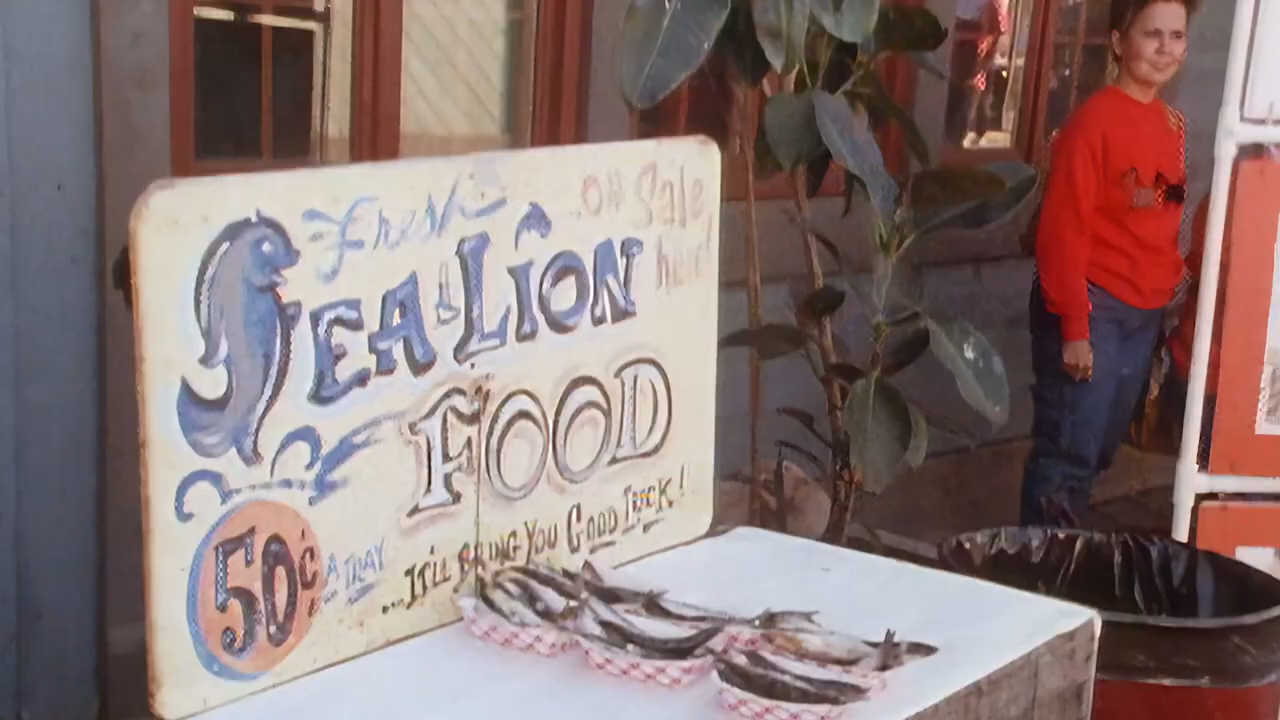 Fresh
ON Sale
here!
SEA LION
FOOD
50¢
A TRAY
...IT'LL BRING YOU GOOD LUCK!